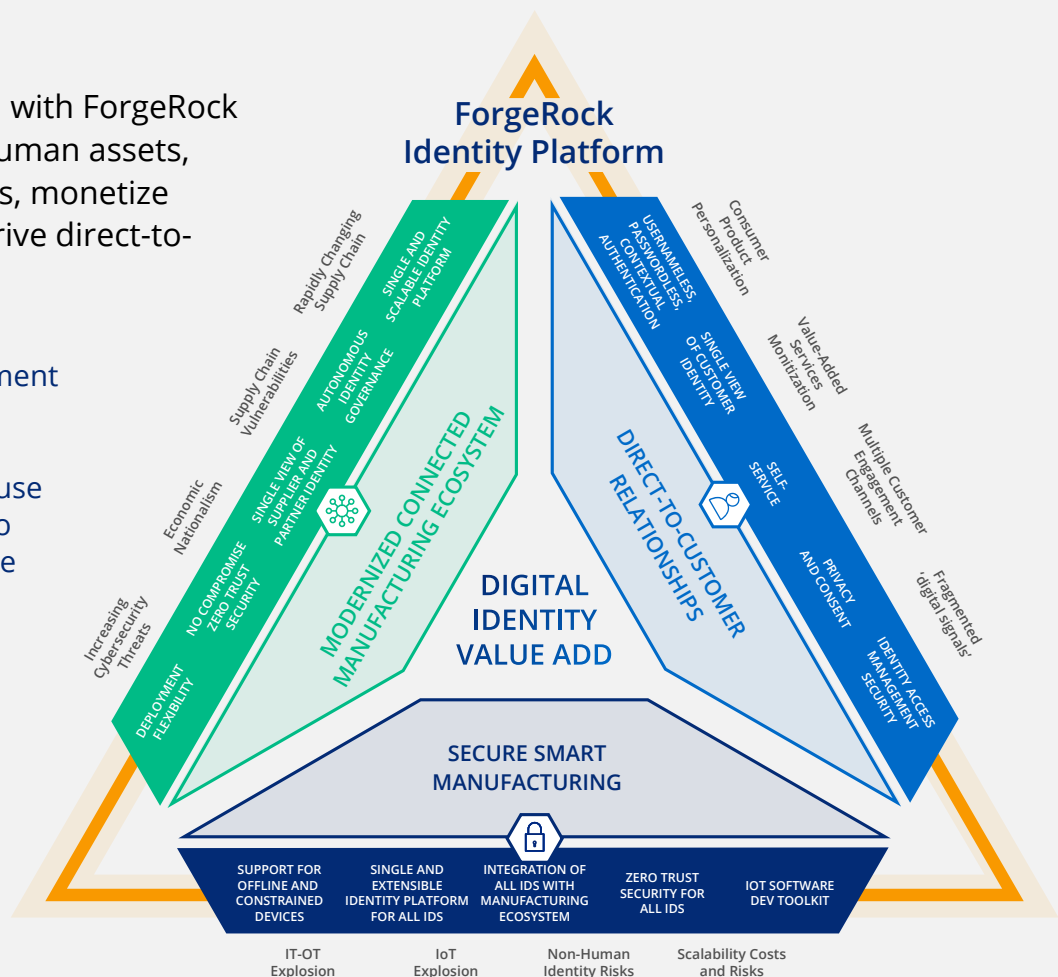 with ForgeRock
uman assets,
s, monetize
rive direct-to-
ment
use
o
e
ForgeRock
Identity Platform
Rapidly Changing
Supply Chain
Supply Chain
Vulnerabilities
Economic
Nationalism
Increasing
Cybersecurity
Threats
SINGLE AND
SCALABLE IDENTITY
PLATFORM
AUTONOMOUS
IDENTITY
GOVERNANCE
SINGLE VIEW OF
SUPPLIER AND
PARTNER IDENTITY
NO COMPROMISE
ZERO TRUST
SECURITY
DEPLOYMENT
FLEXIBILITY
MODERNIZED CONNECTED
MANUFACTURING ECOSYSTEM
DIGITAL
IDENTITY
VALUE ADD
DIRECT-TO-CUSTOMER
RELATIONSHIPS
USERNAMELESS,
PASSWORDLESS,
CONTEXTUAL
AUTHENTICATION
SINGLE VIEW
OF CUSTOMER
IDENTITY
SELF-
SERVICE
PRIVACY
AND CONSENT
IDENTITY ACCESS
MANAGEMENT
SECURITY
Consumer
Product
Personalization
Value-Added
Services
Monitization
Multiple Customer
Engagement
Channels
Fragmented
‘digital signals’
SECURE SMART
MANUFACTURING
SUPPORT FOR
OFFLINE AND
CONSTRAINED
DEVICES
SINGLE AND
EXTENSIBLE
IDENTITY PLATFORM
FOR ALL IDS
INTEGRATION OF
ALL IDS WITH
MANUFACTURING
ECOSYSTEM
ZERO TRUST
SECURITY FOR
ALL IDS
IOT SOFTWARE
DEV TOOLKIT
IT-OT
Explosion
IoT
Explosion
Non-Human
Identity Risks
Scalability Costs
and Risks